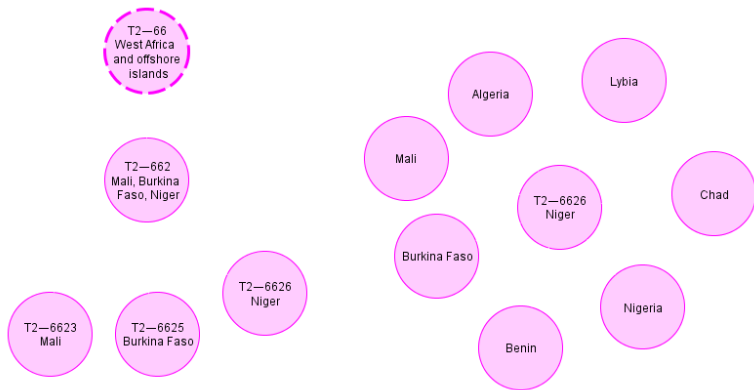 T2—66
West Africa
and offshore
islands
T2—662
Mali, Burkina
Faso, Niger
T2—6626
Niger
T2—6623
Mali
T2—6625
Burkina Faso
Algeria
Lybia
Mali
T2—6626
Niger
Chad
Burkina Faso
Nigeria
Benin